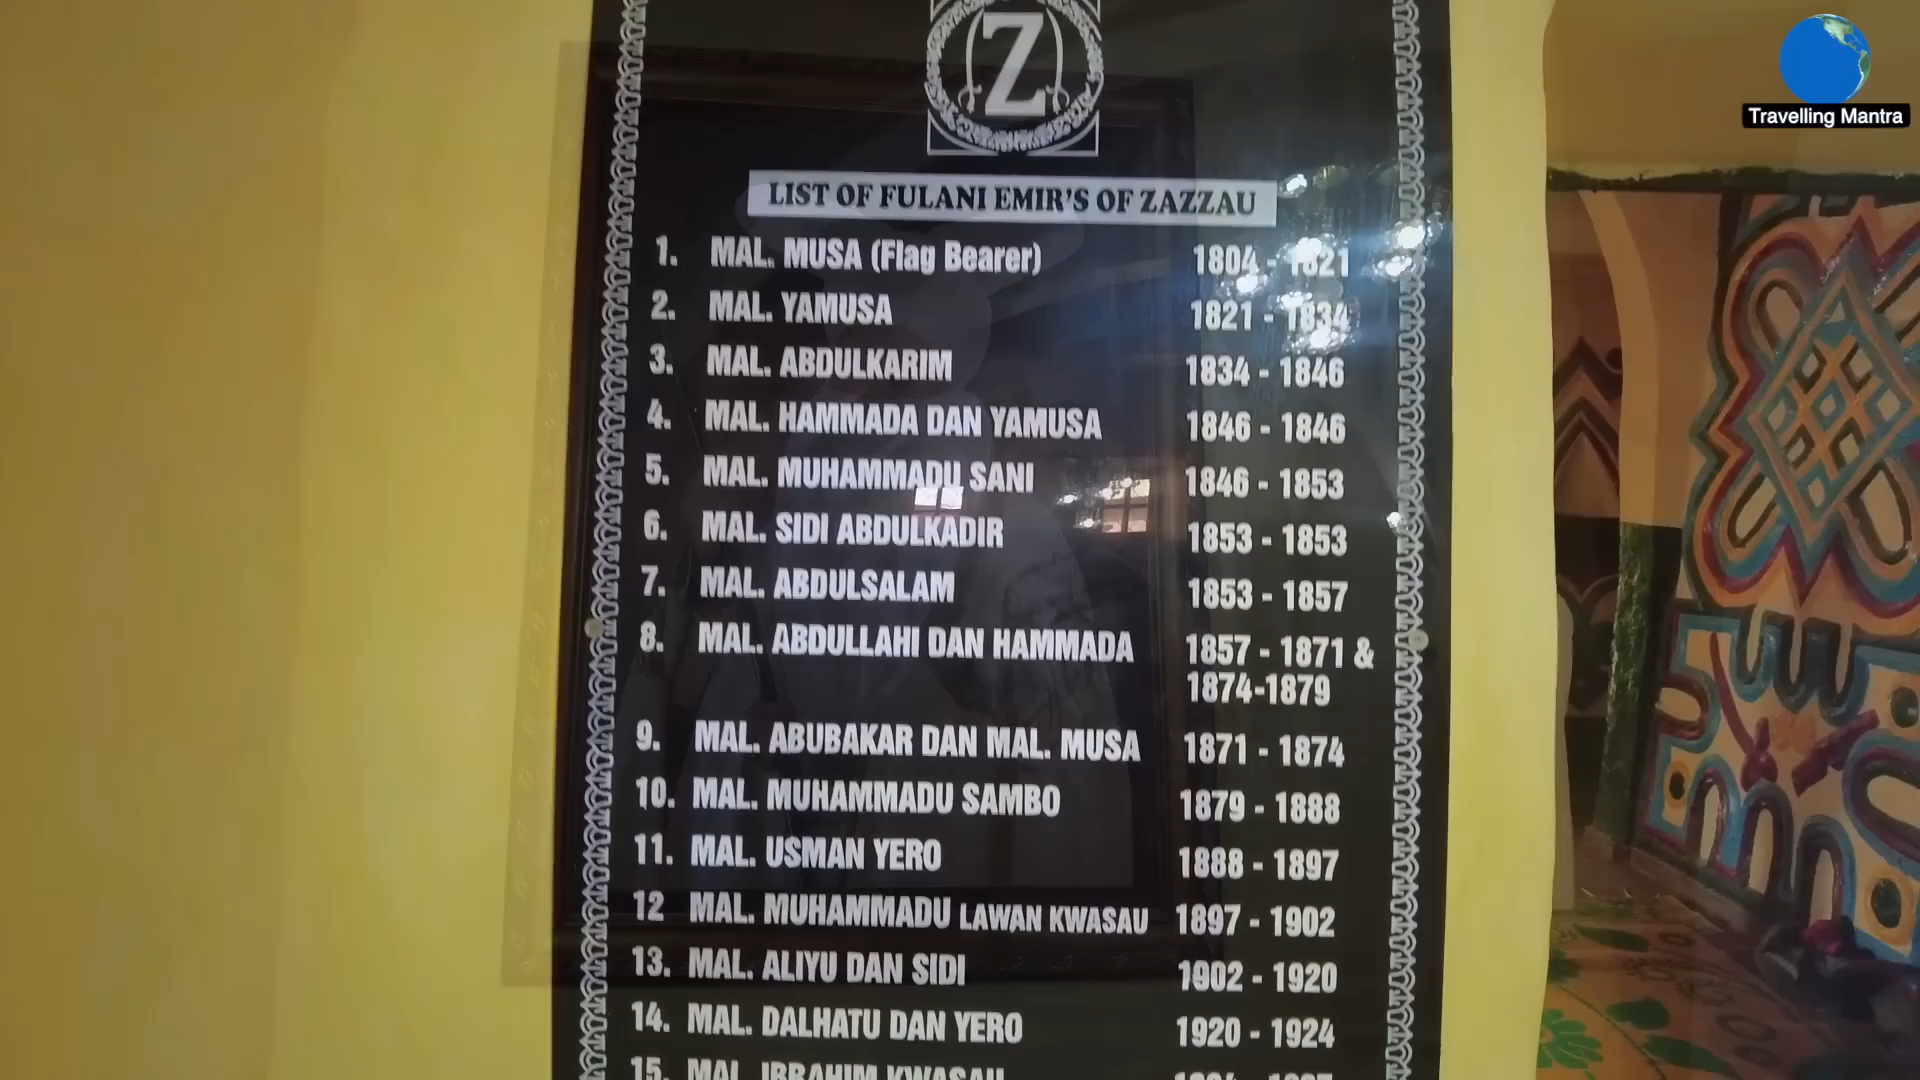 Z
Travelling Mantra
LIST OF FULANI EMIR'S OF ZAZZAU
1. MAL. MUSA (Flag Bearer) 1804 - 1821
2. MAL. YAMUSA 1821 - 1834
3. MAL. ABDULKARIM 1834 - 1846
4. MAL. HAMMADA DAN YAMUSA 1846 - 1846
5. MAL. MUHAMMADU SANI 1846 - 1853
6. MAL. SIDI ABDULKADIR 1853 - 1853
7. MAL. ABDULSALAM 1853 - 1857
8. MAL. ABDULLAHI DAN HAMMADA 1857 - 1871 &
1874-1879
9. MAL. ABUBAKAR DAN MAL. MUSA 1871 - 1874
10. MAL. MUHAMMADU SAMBO 1879 - 1888
11. MAL. USMAN YERO 1888 - 1897
12 MAL. MUHAMMADU LAWAN KWASAU 1897 - 1902
13. MAL. ALIYU DAN SIDI 1902 - 1920
14. MAL. DALHATU DAN YERO 1920 - 1924
15. MAL. IBRAHIM KWASAU